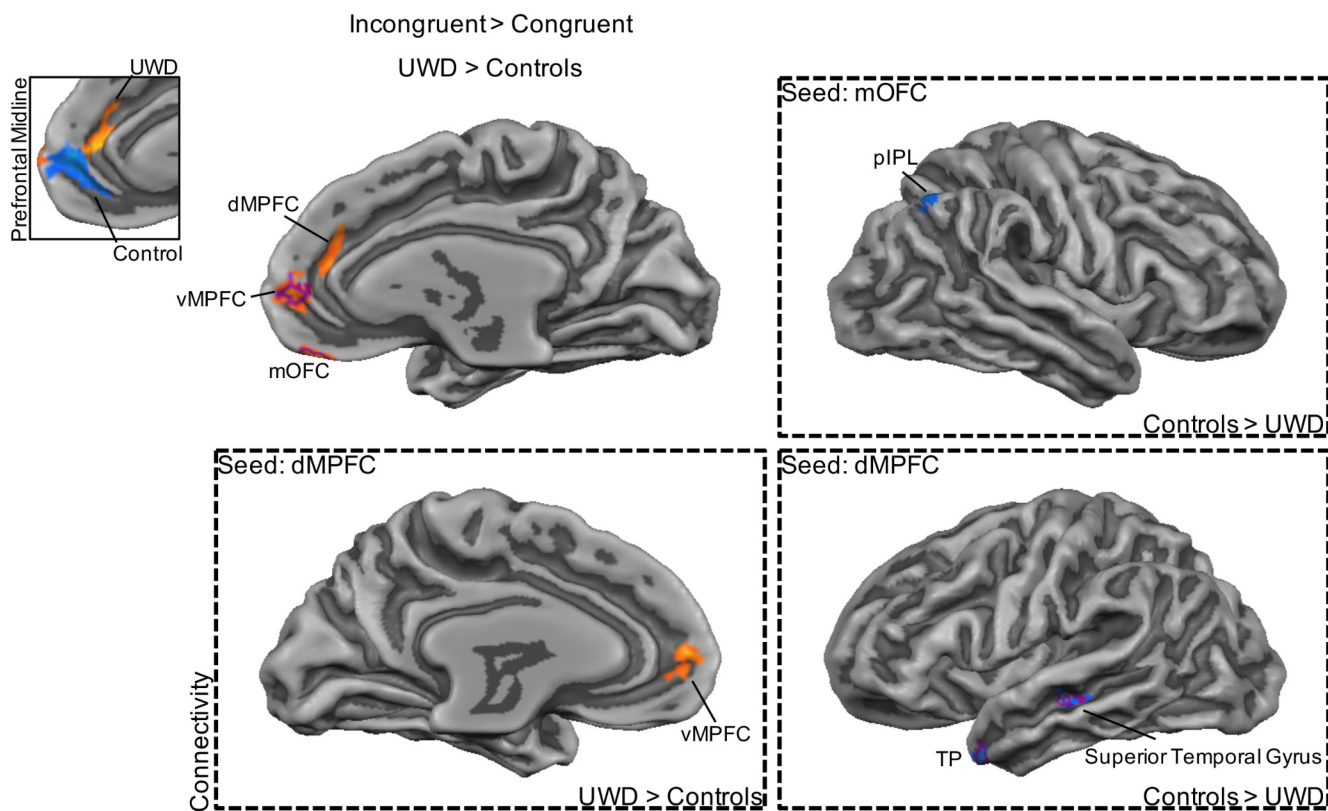 Incongruent > Congruent
UWD > Controls
UWD
Prefrontal Midline
Control
dMPFC
vMPFC
mOFC
Seed: mOFC
pIPL
Controls > UWD
Connectivity
Seed: dMPFC
vMPFC
UWD > Controls
Seed: dMPFC
TP
Superior Temporal Gyrus
Controls > UWD